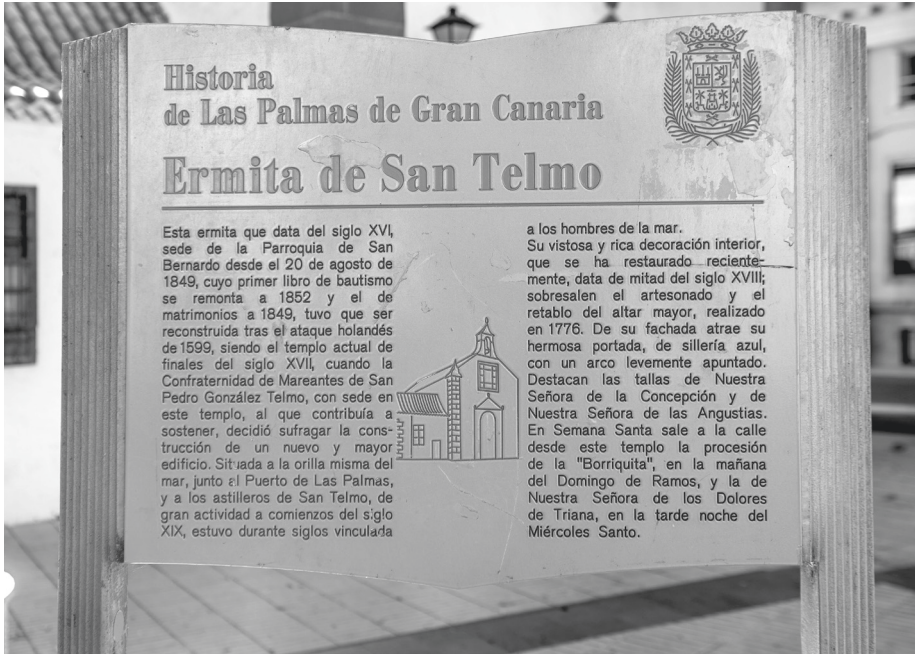 Historia
de Las Palmas de Gran Canaria
Ermita de San Telmo
Esta ermita que data del siglo XVI,
sede de la Parroquia de San
Bernardo desde el 20 de agosto de
1849, cuyo primer libro de bautismo
se remonta a 1852 y el de
matrimonios a 1849, tuvo que ser
reconstruida tras el ataque holandés
de 1599, siendo el templo actual de
finales del siglo XVII, cuando la
Confraternidad de Mareantes de San
Pedro González Telmo, con sede en
este templo, al que contribuía a
sostener, decidió sufragar la cons-
trucción de un nuevo y mayor
edificio. Situada a la orilla misma del
mar, junto al Puerto de Las Palmas,
y a los astilleros de San Telmo, de
gran actividad a comienzos del siglo
XIX, estuvo durante siglos vinculada
a los hombres de la mar.
Su vistosa y rica decoración interior,
que se ha restaurado reciente-
mente, data de mitad del siglo XVIII;
sobresalen el artesonado y el
retablo del altar mayor, realizado
en 1776. De su fachada atrae su
hermosa portada, de sillería azul,
con un arco levemente apuntado.
Destacan las tallas de Nuestra
Señora de la Concepción y de
Nuestra Señora de las Angustias.
En Semana Santa sale a la calle
desde este templo la procesión
de la "Borriquita", en la mañana
del Domingo de Ramos, y la de
Nuestra Señora de los Dolores
de Triana, en la tarde noche del
Miércoles Santo.